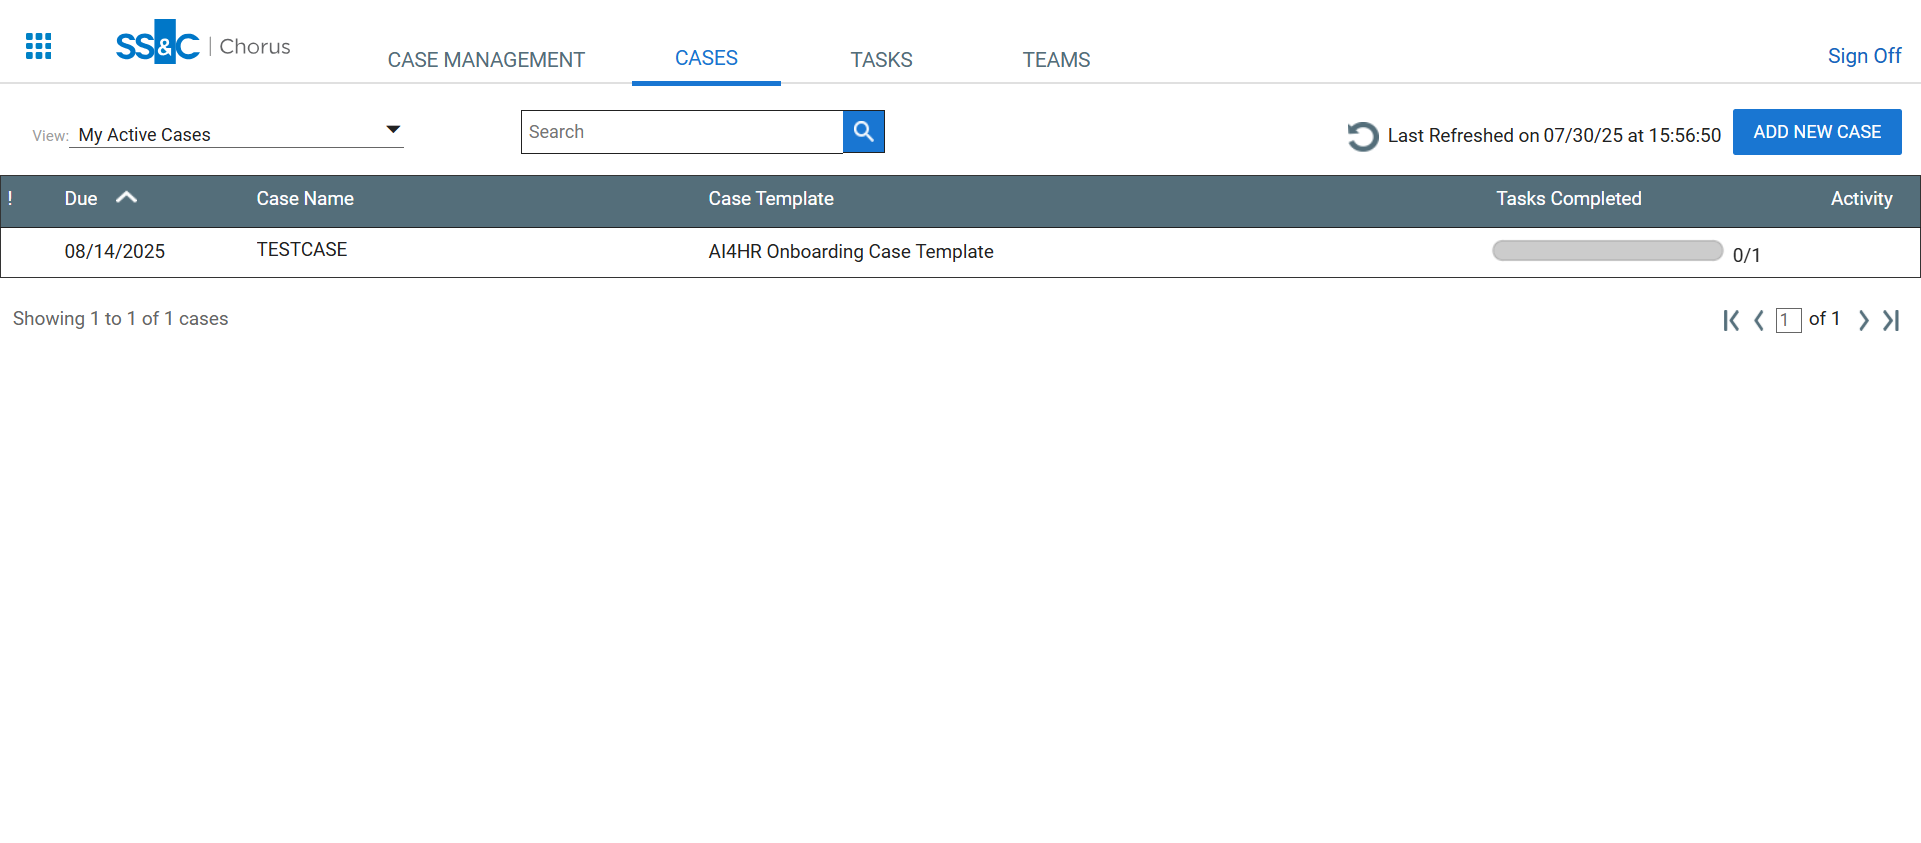 SS&C | Chorus
CASE MANAGEMENT
CASES
TASKS
TEAMS
Sign Off
View: My Active Cases
Search
Last Refreshed on 07/30/25 at 15:56:50
ADD NEW CASE
! Due Case Name Case Template Tasks Completed Activity
08/14/2025 TESTCASE AI4HR Onboarding Case Template 0/1
Showing 1 to 1 of 1 cases
1 of 1